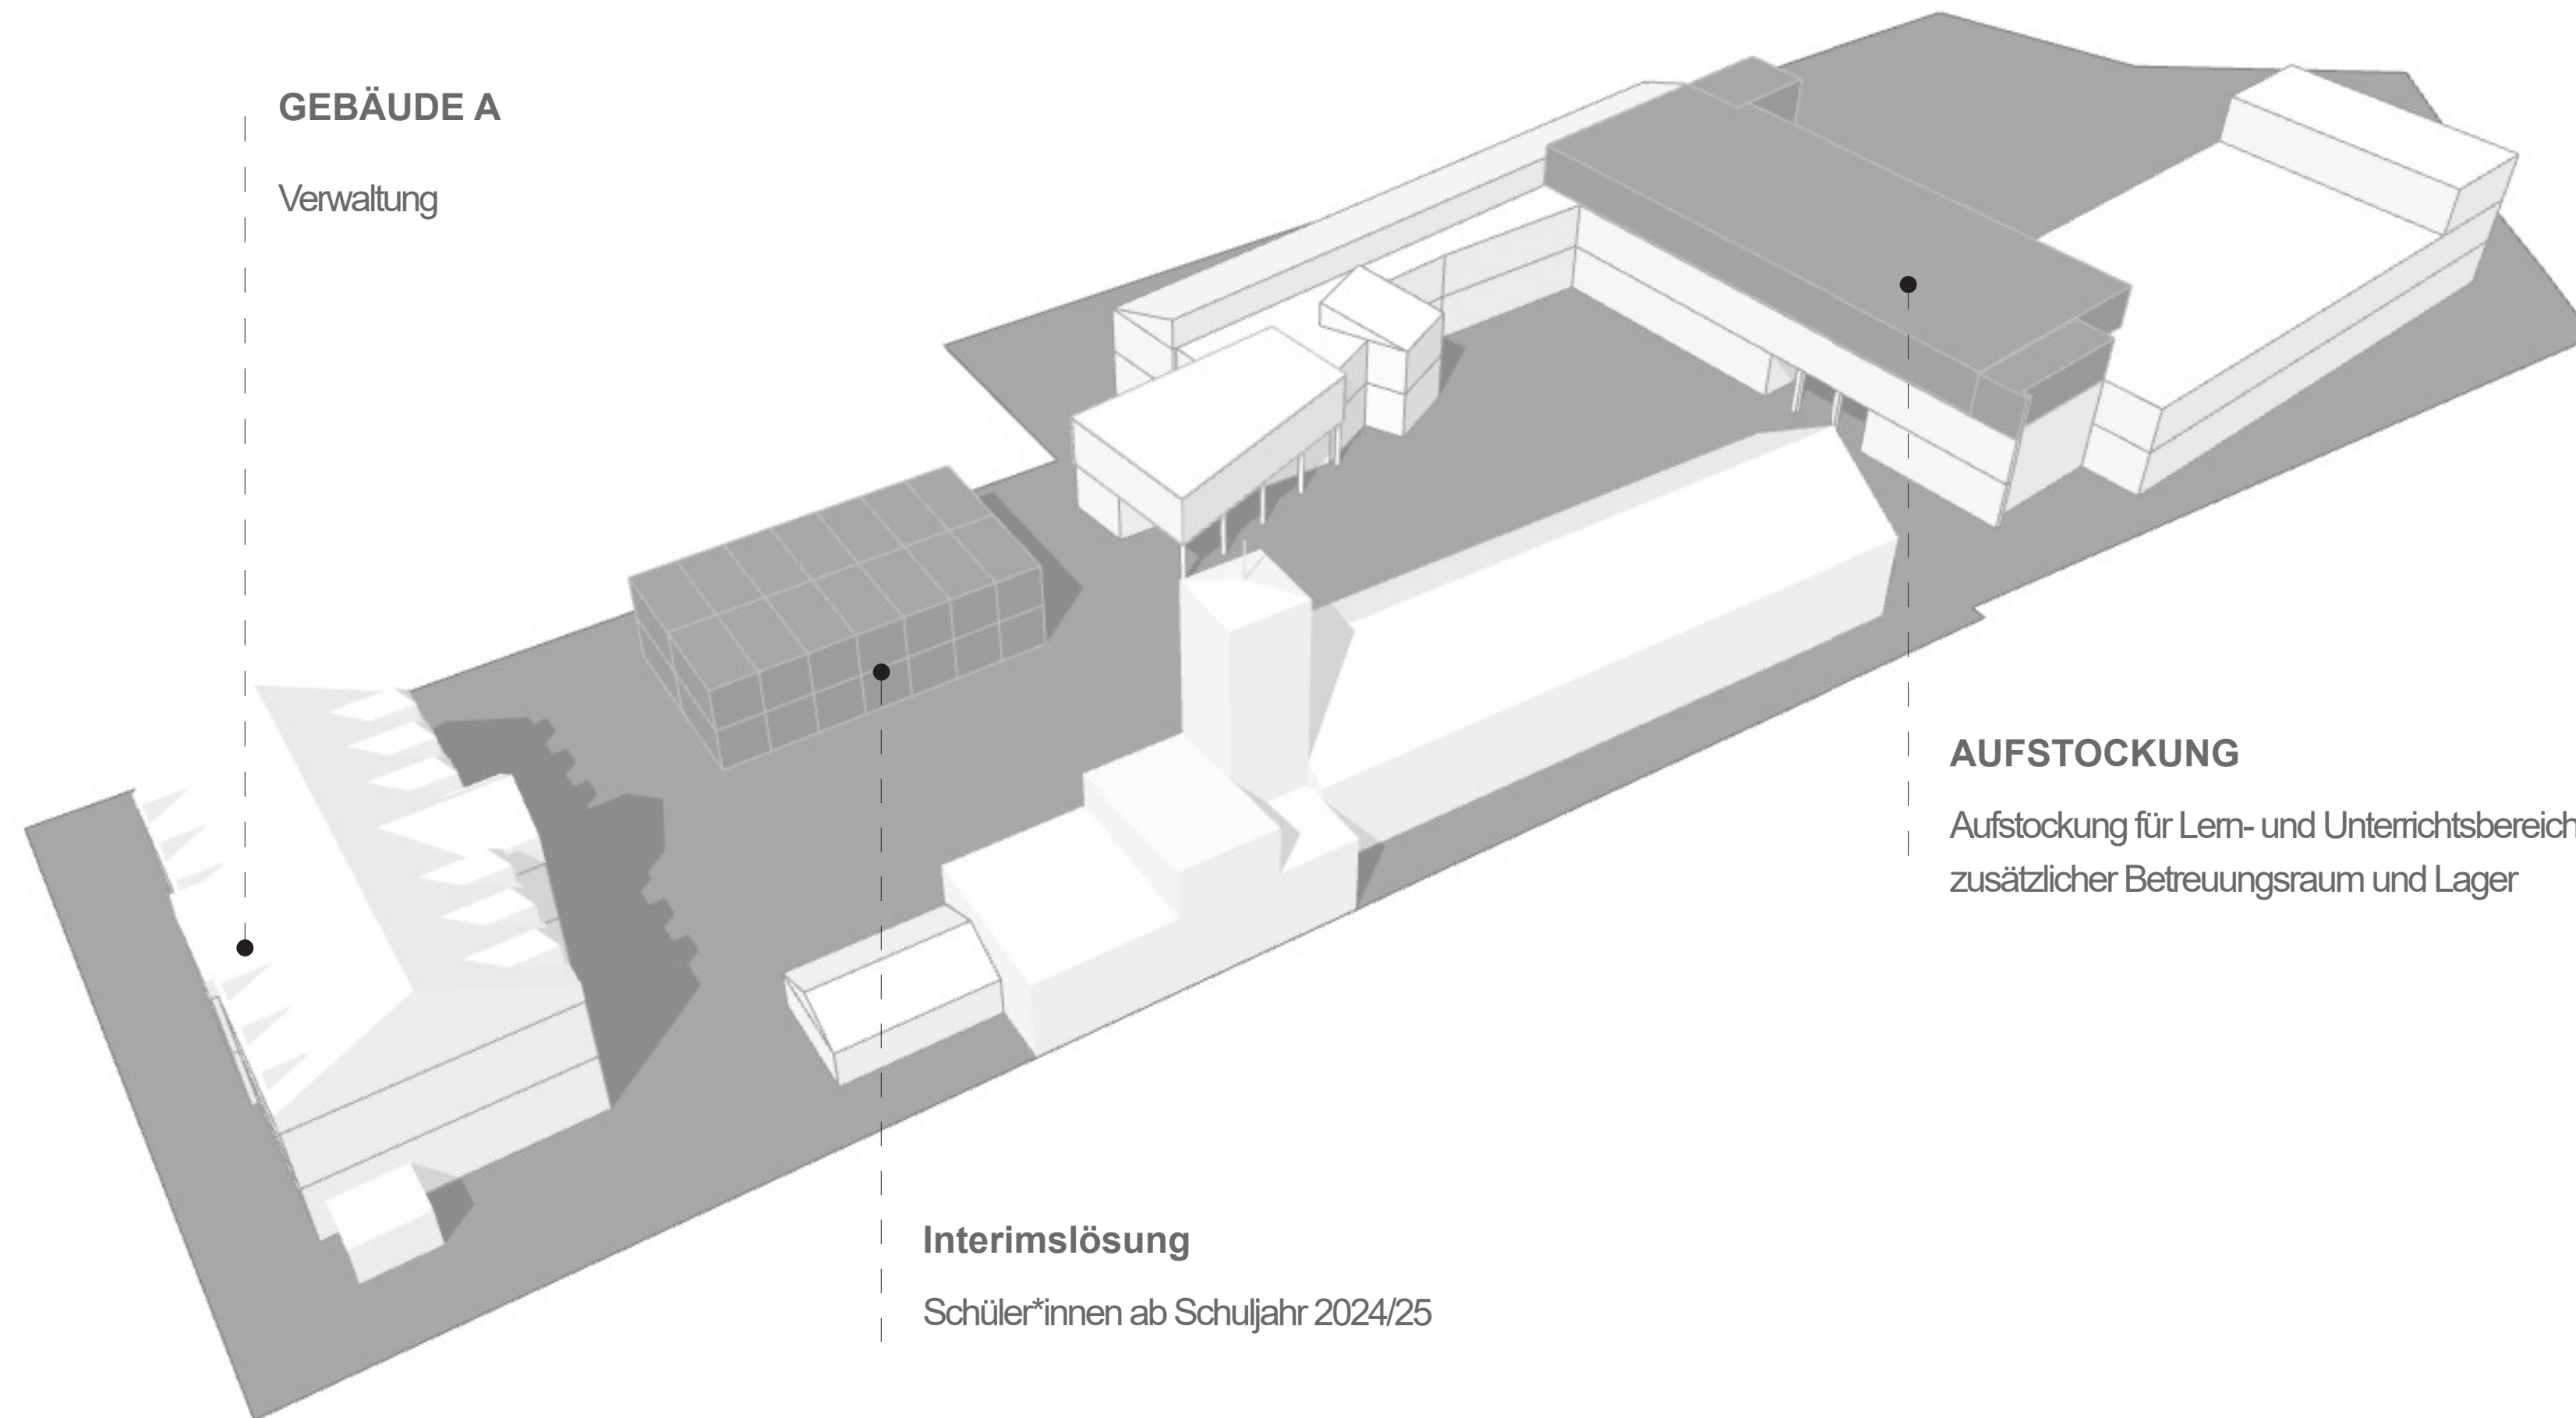 GEBÄUDE A
Verwaltung
AUFSTOCKUNG
Aufstockung für Lern- und Unterrichtsbereich
zusätzlicher Betreuungsraum und Lager
Interimslösung
Schüler*innen ab Schuljahr 2024/25